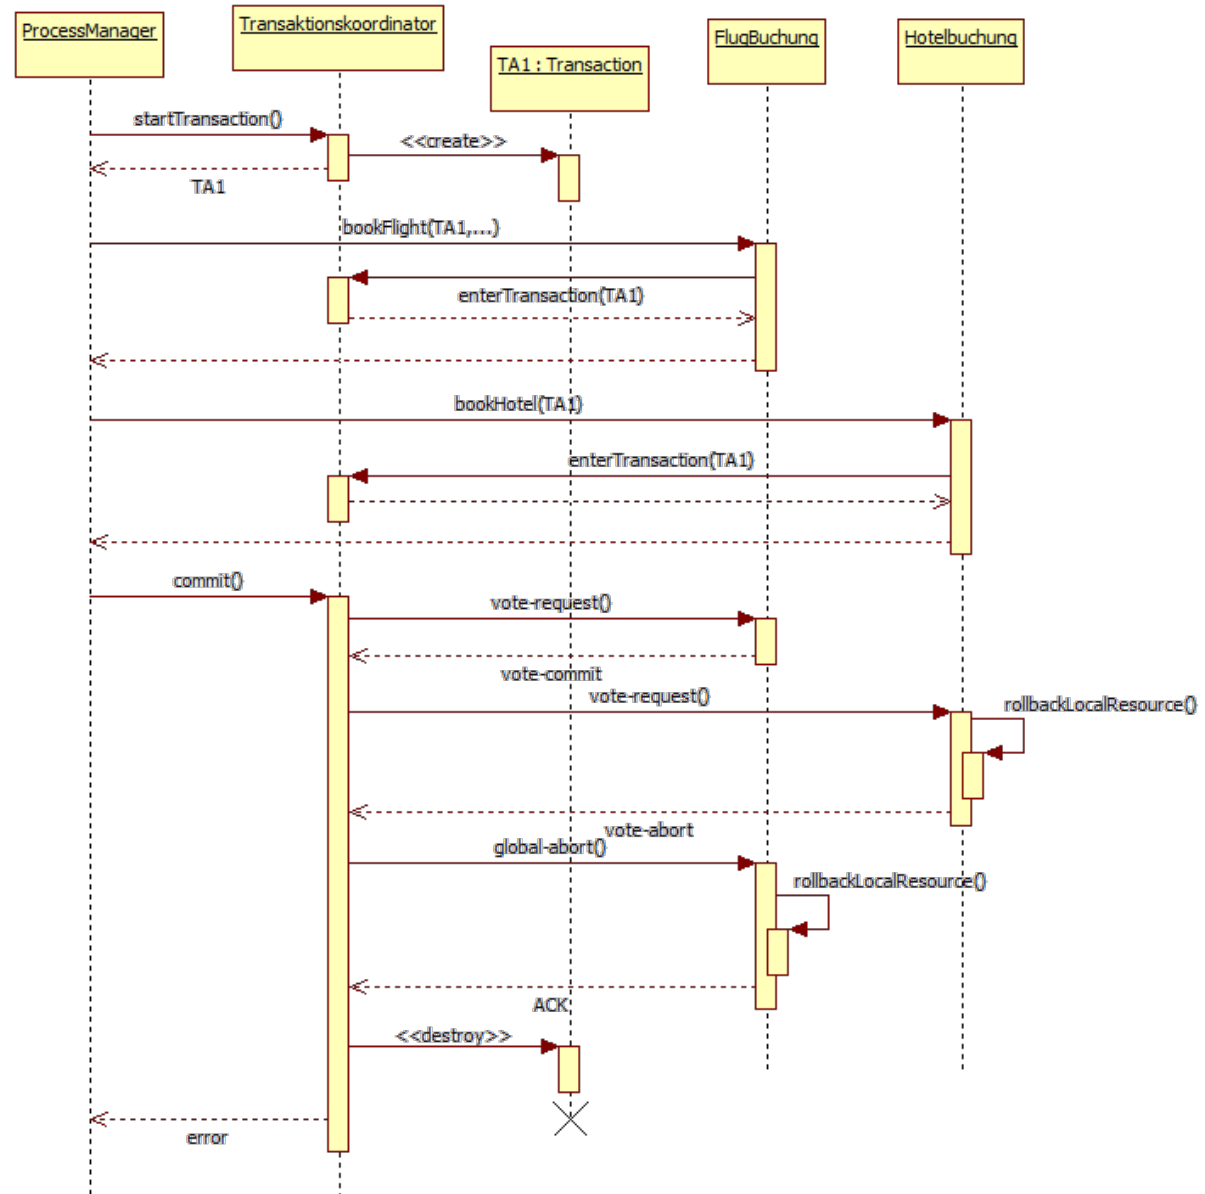 ProcessManager
Transaktionskoordinator
TA1 : Transaction
FlugBuchung
Hotelbuchung
startTransaction()
<<create>>
TA1
bookFlight(TA1,...)
enterTransaction(TA1)
bookHotel(TA1)
enterTransaction(TA1)
commit()
vote-request()
vote-commit
vote-request()
rollbackLocalResource()
vote-abort
global-abort()
rollbackLocalResource()
ACK
<<destroy>>
error